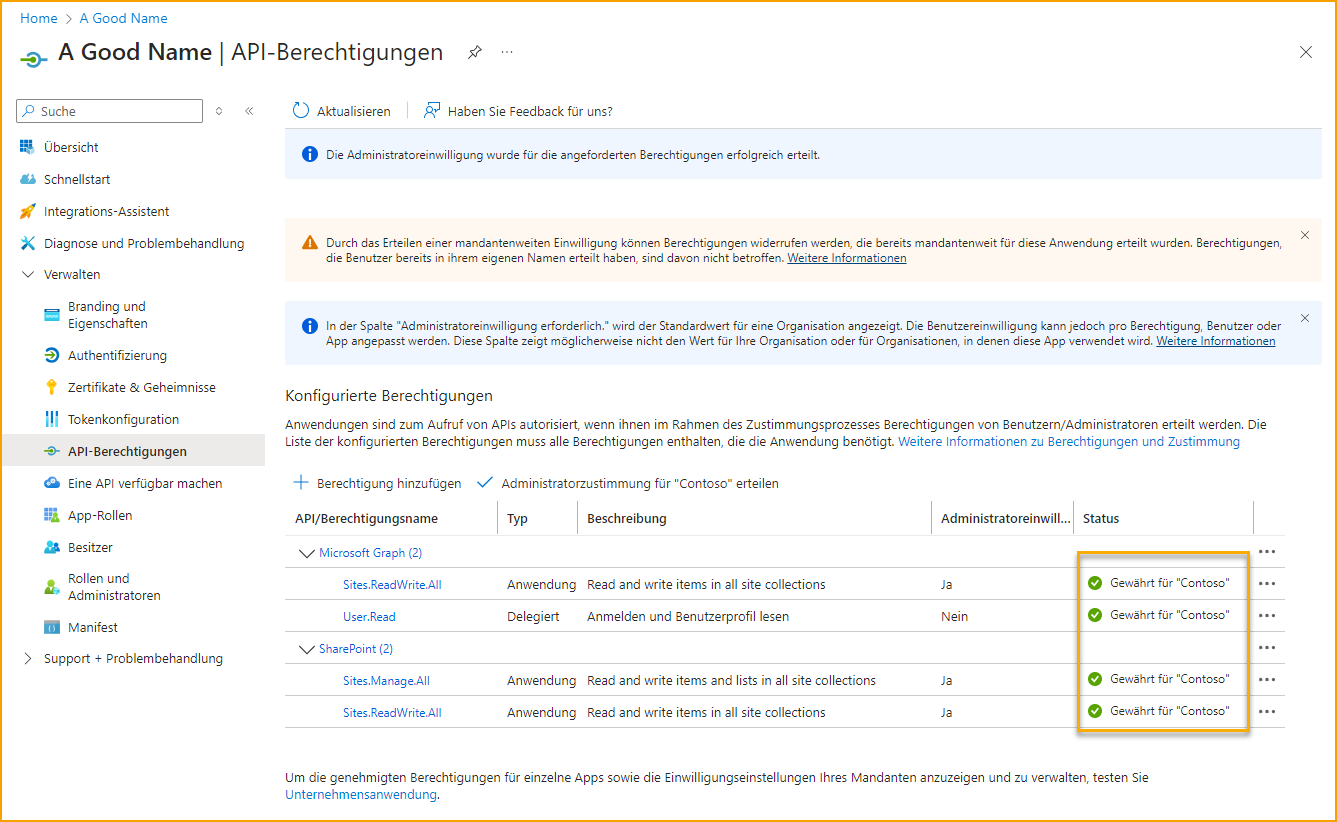 Home > A Good Name
A Good Name | API-Berechtigungen
Suche
Übersicht
Schnellstart
Integrations-Assistent
Diagnose und Problembehandlung
Verwalten
Branding und
Eigenschaften
Authentifizierung
Zertifikate & Geheimnisse
Tokenkonfiguration
API-Berechtigungen
Eine API verfügbar machen
App-Rollen
Besitzer
Rollen und
Administratoren
Manifest
Support + Problembehandlung
Aktualisieren Haben Sie Feedback für uns?
Die Administratoreinwilligung wurde für die angeforderten Berechtigungen erfolgreich erteilt.
Durch das Erteilen einer mandantenweiten Einwilligung können Berechtigungen widerrufen werden, die bereits mandantenweit für diese Anwendung erteilt wurden. Berechtigungen,
die Benutzer bereits in ihrem eigenen Namen erteilt haben, sind davon nicht betroffen. Weitere Informationen
In der Spalte "Administratoreinwilligung erforderlich." wird der Standardwert für eine Organisation angezeigt. Die Benutzereinwilligung kann jedoch pro Berechtigung, Benutzer oder
App angepasst werden. Diese Spalte zeigt möglicherweise nicht den Wert für Ihre Organisation oder für Organisationen, in denen diese App verwendet wird. Weitere Informationen
Konfigurierte Berechtigungen
Anwendungen sind zum Aufruf von APIs autorisiert, wenn ihnen im Rahmen des Zustimmungsprozesses Berechtigungen von Benutzern/Administratoren erteilt werden. Die
Liste der konfigurierten Berechtigungen muss alle Berechtigungen enthalten, die die Anwendung benötigt. Weitere Informationen zu Berechtigungen und Zustimmung
Berechtigung hinzufügen Administratorzustimmung für "Contoso" erteilen
API/Berechtigungsname Typ Beschreibung Administratoreinwill... Status
Microsoft Graph (2)
Sites.ReadWrite.All Anwendung Read and write items in all site collections Ja Gewährt für "Contoso"
User.Read Delegiert Anmelden und Benutzerprofil lesen Nein Gewährt für "Contoso"
SharePoint (2)
Sites.Manage.All Anwendung Read and write items and lists in all site collections Ja Gewährt für "Contoso"
Sites.ReadWrite.All Anwendung Read and write items in all site collections Ja Gewährt für "Contoso"
Um die genehmigten Berechtigungen für einzelne Apps sowie die Einwilligungseinstellungen Ihres Mandanten anzuzeigen und zu verwalten, testen Sie
Unternehmensanwendung.